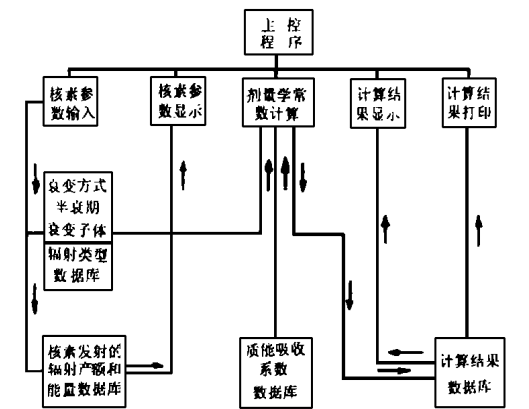 主控
程序
核素参
数输入
核素参
数显示
剂量学常
数计算
计算结
果显示
计算结
果打印
衰变方式
半衰期
衰变子体
辐射类型
数据库
核素发射的
辐射产额和
能量数据库
质能吸收
系数
数据库
计算结果
数据库